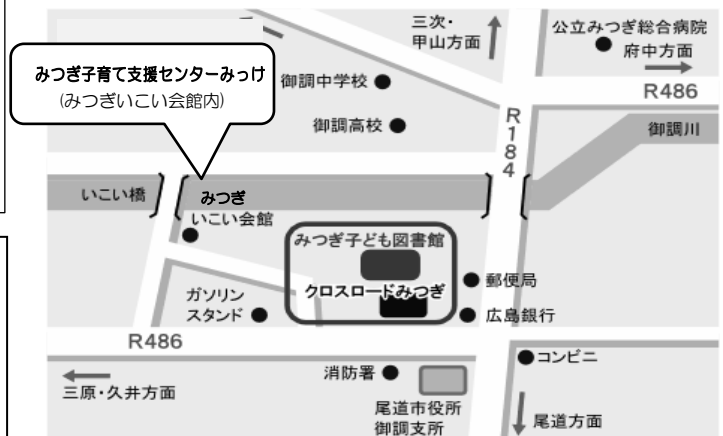 三次・
甲山方面
公立みつぎ総合病院
府中方面
R486
みつぎ子育て支援センターみっけ
(みつぎいこい会館内)
御調中学校
御調高校
R184
御調川
いこい橋
みつぎ
いこい会館
みつぎ子ども図書館
クロスロードみつぎ
郵便局
広島銀行
ガソリン
スタンド
R486
コンビニ
三原・久井方面
消防署
尾道市役所
御調支所
尾道方面